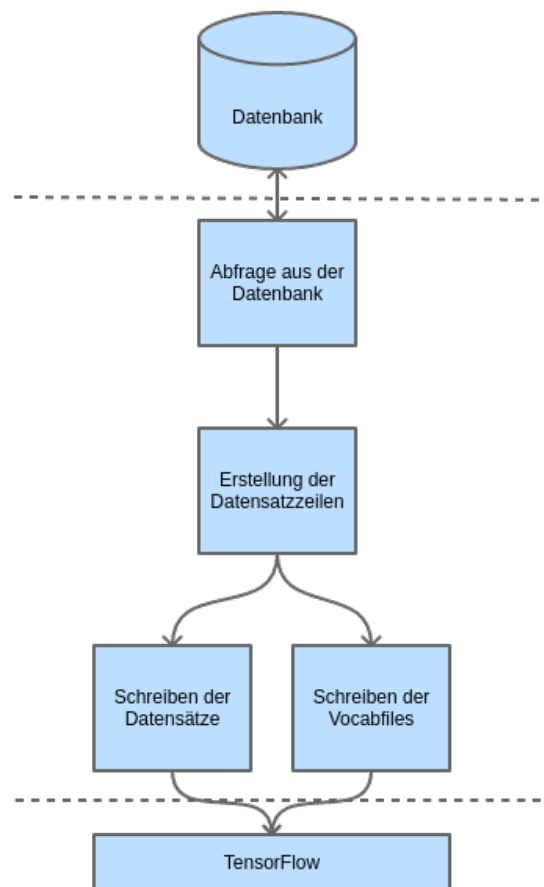 Datenbank
Abfrage aus der
Datenbank
Erstellung der
Datensatzzeilen
Schreiben der
Datensätze
Schreiben der
Vocabfiles
TensorFlow